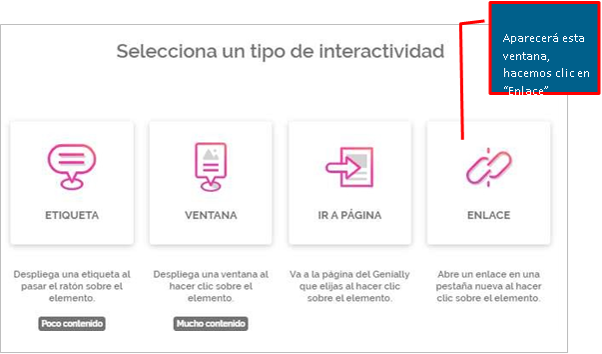 Aparecerá esta
ventana,
hacemos clic en
“Enlace”
Selecciona un tipo de interactividad
ETIQUETA
Despliega una etiqueta al
pasar el ratón sobre el
elemento.
Poco contenido
VENTANA
Despliega una ventana al
hacer clic sobre el
elemento.
Mucho contenido
IR A PÁGINA
Va a la página del Genially
que elijas al hacer clic
sobre el elemento.
ENLACE
Abre un enlace en una
pestaña nueva al hacer
clic sobre el elemento.